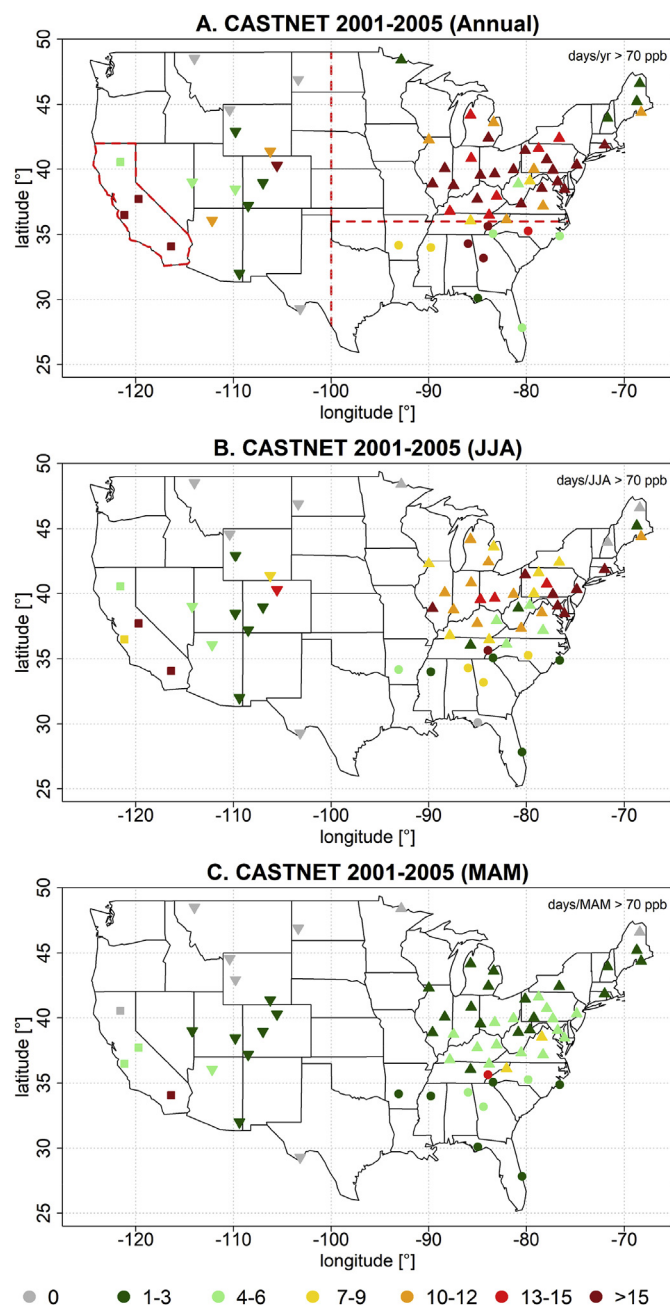 A. CASTNET 2001-2005 (Annual)
days/yr > 70 ppb
50
45
40
35
30
25
latitude [°]
-120 -110 -100 -90 -80 -70
longitude [°]
B. CASTNET 2001-2005 (JJA)
days/JJA > 70 ppb
50
45
40
35
30
25
latitude [°]
-120 -110 -100 -90 -80 -70
longitude [°]
C. CASTNET 2001-2005 (MAM)
days/MAM > 70 ppb
50
45
40
35
30
25
latitude [°]
-120 -110 -100 -90 -80 -70
longitude [°]
0 1-3 4-6 7-9 10-12 13-15 >15